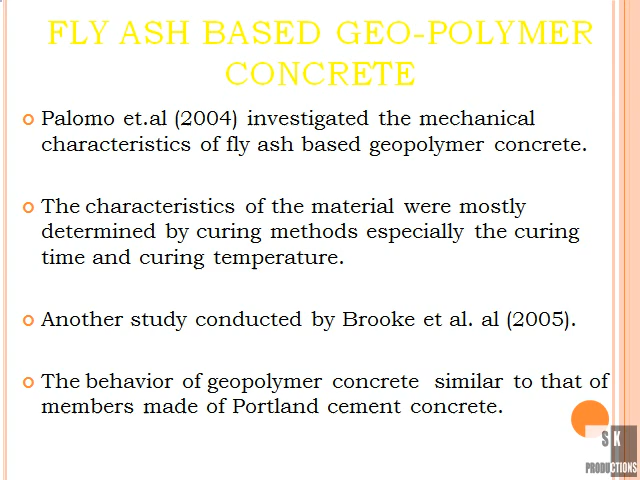 FLY ASH BASED GEO-POLYMER
CONCRETE
Palomo et.al (2004) investigated the mechanical
characteristics of fly ash based geopolymer concrete.
The characteristics of the material were mostly
determined by curing methods especially the curing
time and curing temperature.
Another study conducted by Brooke et al. al (2005).
The behavior of geopolymer concrete similar to that of
members made of Portland cement concrete.
S K
PRODUCTIONS